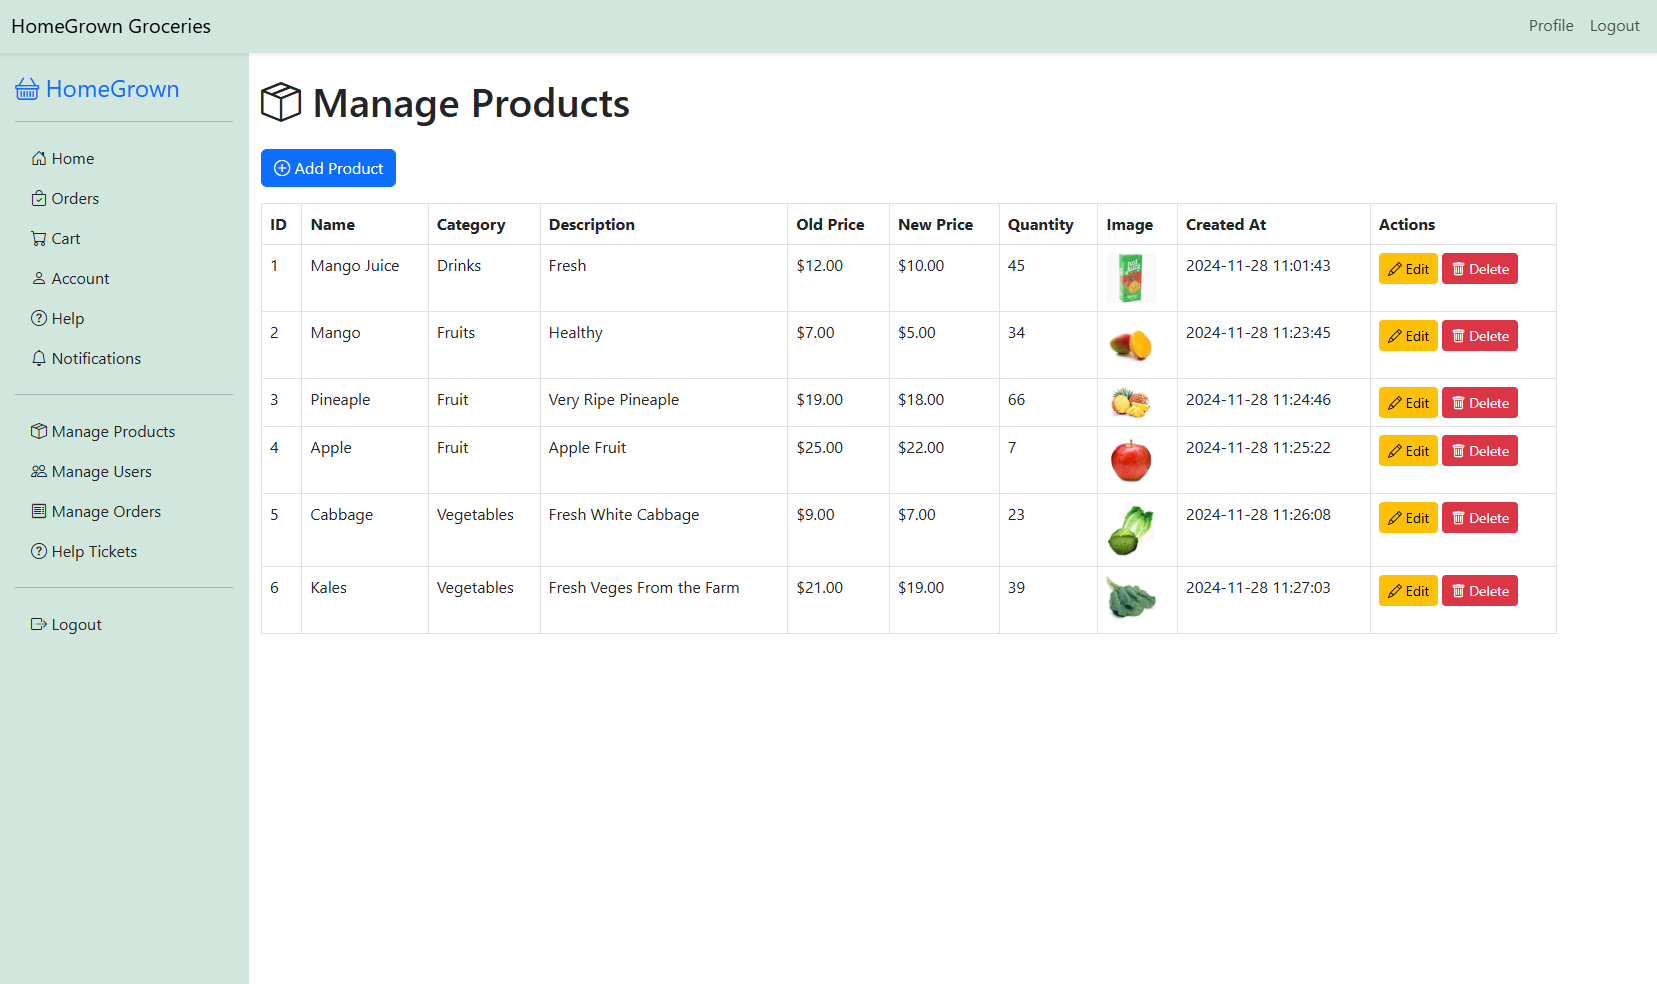 HomeGrown Groceries
Profile Logout
HomeGrown
Home
Orders
Cart
Account
Help
Notifications
Manage Products
Manage Users
Manage Orders
Help Tickets
Logout
Manage Products
Add Product
ID Name Category Description Old Price New Price Quantity Image Created At Actions
1 Mango Juice Drinks Fresh $12.00 $10.00 45 2024-11-28 11:01:43 Edit Delete
2 Mango Fruits Healthy $7.00 $5.00 34 2024-11-28 11:23:45 Edit Delete
3 Pineaple Fruit Very Ripe Pineaple $19.00 $18.00 66 2024-11-28 11:24:46 Edit Delete
4 Apple Fruit Apple Fruit $25.00 $22.00 7 2024-11-28 11:25:22 Edit Delete
5 Cabbage Vegetables Fresh White Cabbage $9.00 $7.00 23 2024-11-28 11:26:08 Edit Delete
6 Kales Vegetables Fresh Veges From the Farm $21.00 $19.00 39 2024-11-28 11:27:03 Edit Delete